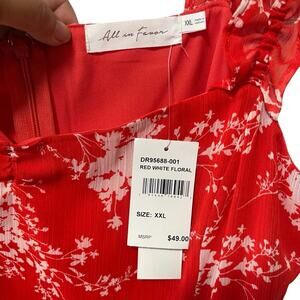 All in Favor
XXL
DR95688-001
RED WHITE FLORAL
SIZE: XXL
MSRP
$49.00